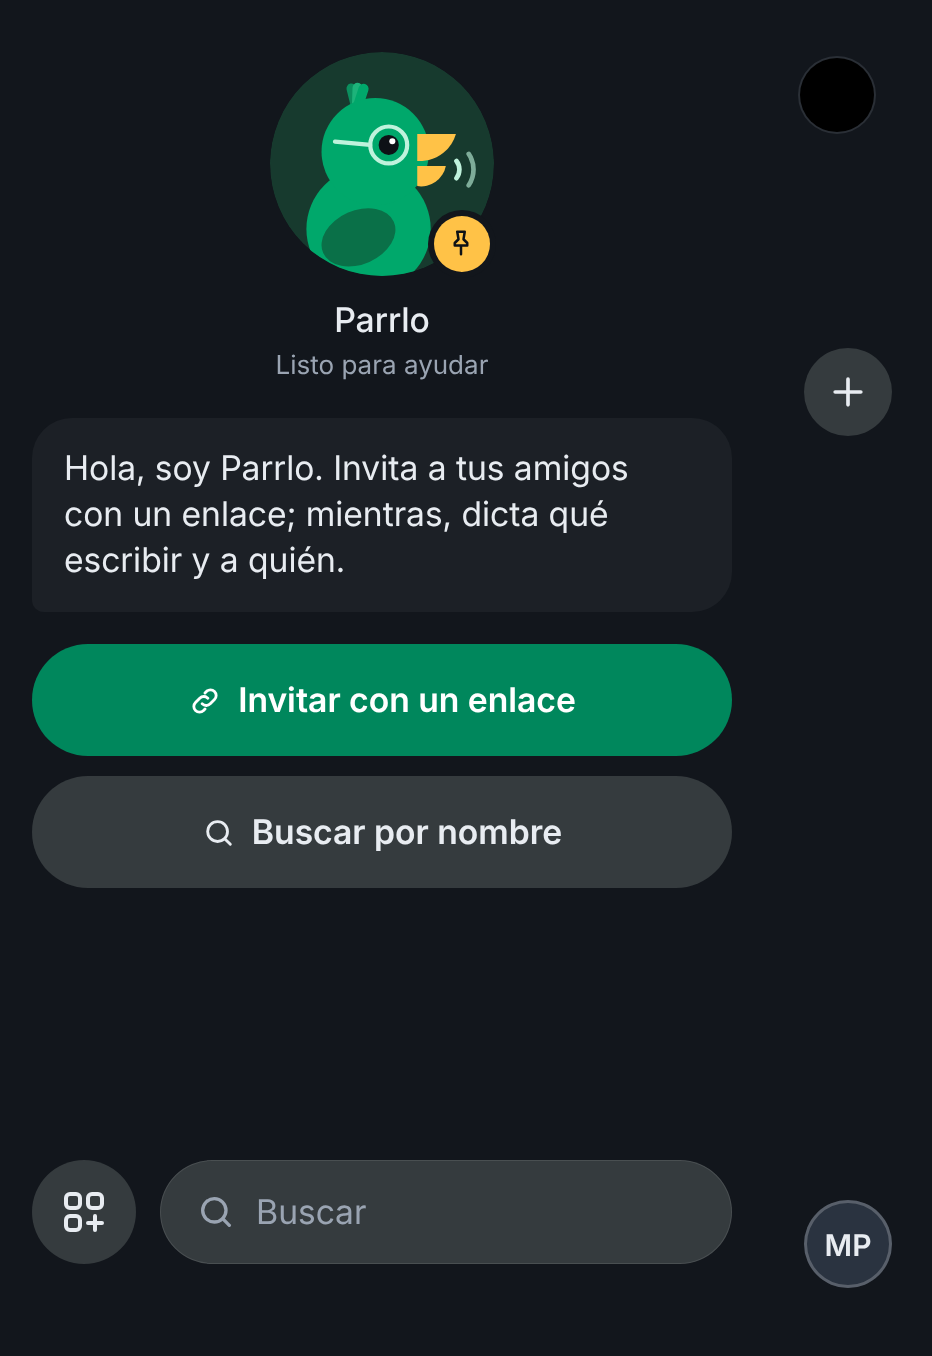 Parrlo
Listo para ayudar
Hola, soy Parrlo. Invita a tus amigos
con un enlace; mientras, dicta qué
escribir y a quién.
Invitar con un enlace
Buscar por nombre
Buscar
MP